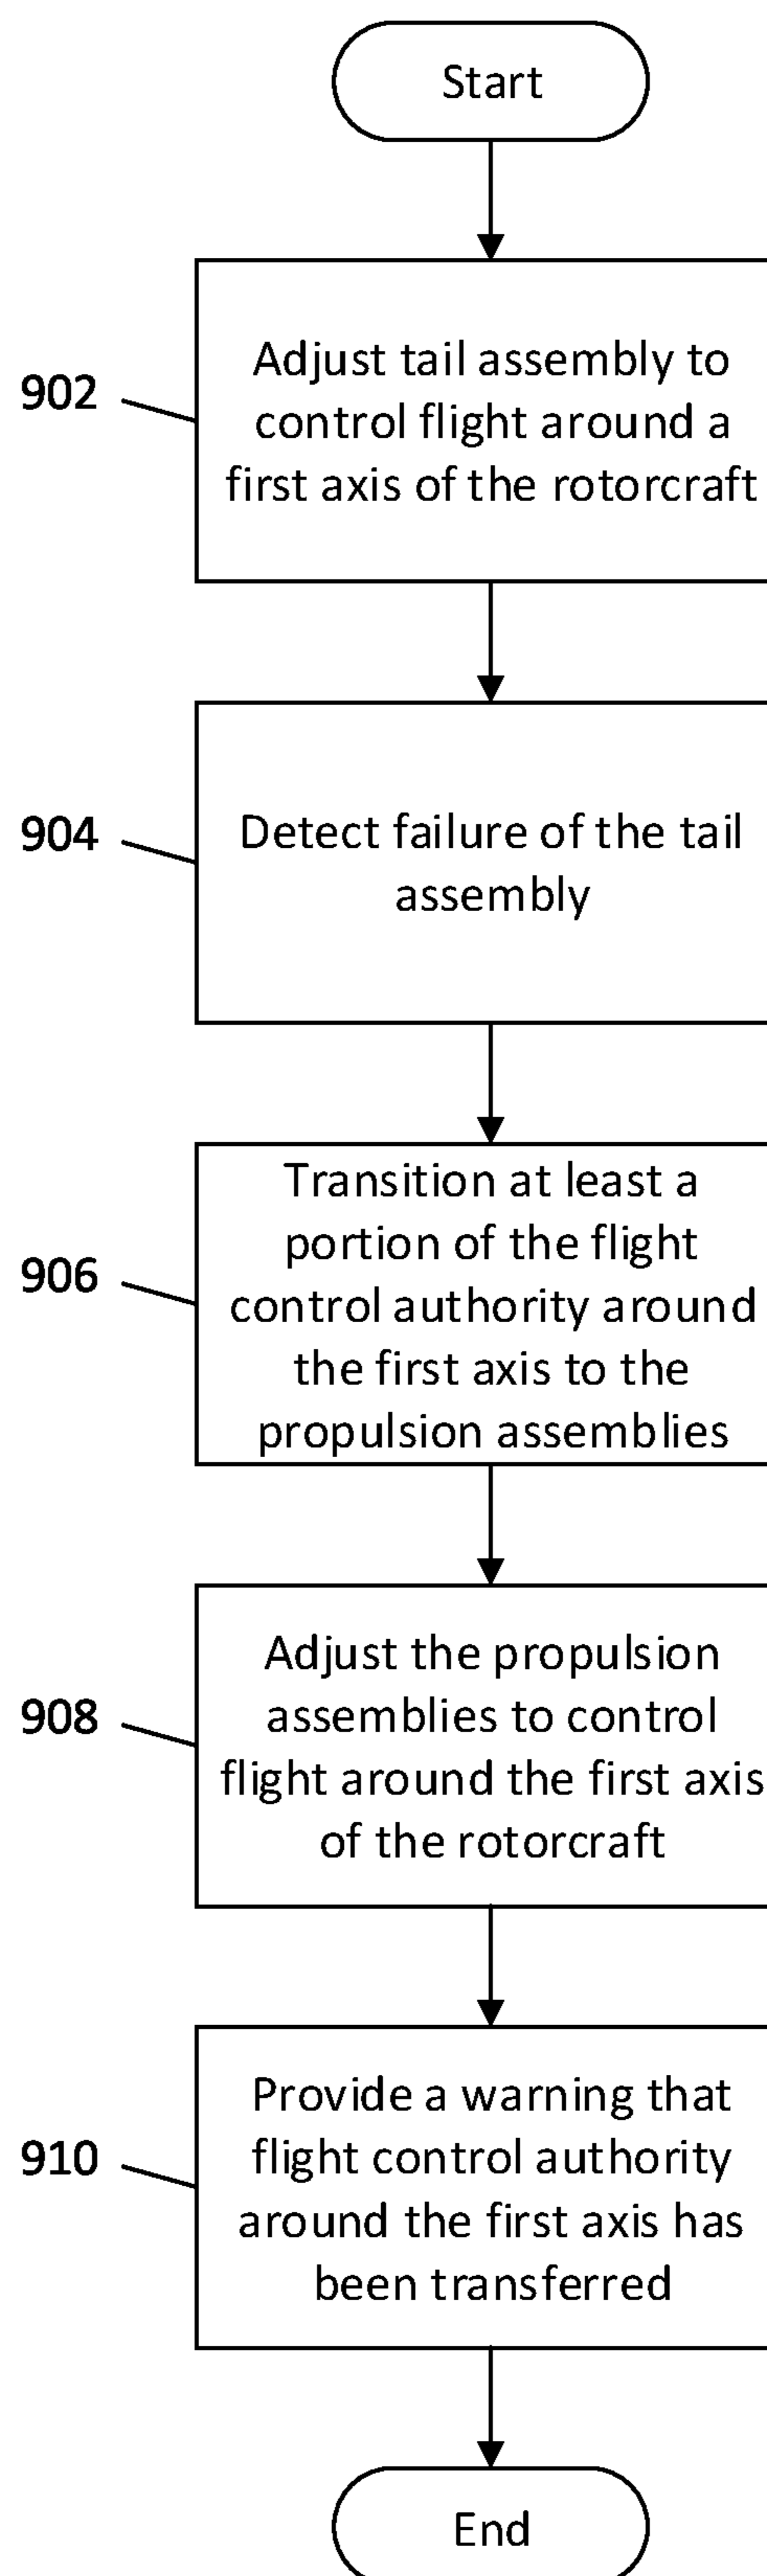 Start
902
Adjust tail assembly to
control flight around a
first axis of the rotorcraft
904
Detect failure of the tail
assembly
906
Transition at least a
portion of the flight
control authority around
the first axis to the
propulsion assemblies
908
Adjust the propulsion
assemblies to control
flight around the first axis
of the rotorcraft
910
Provide a warning that
flight control authority
around the first axis has
been transferred
End